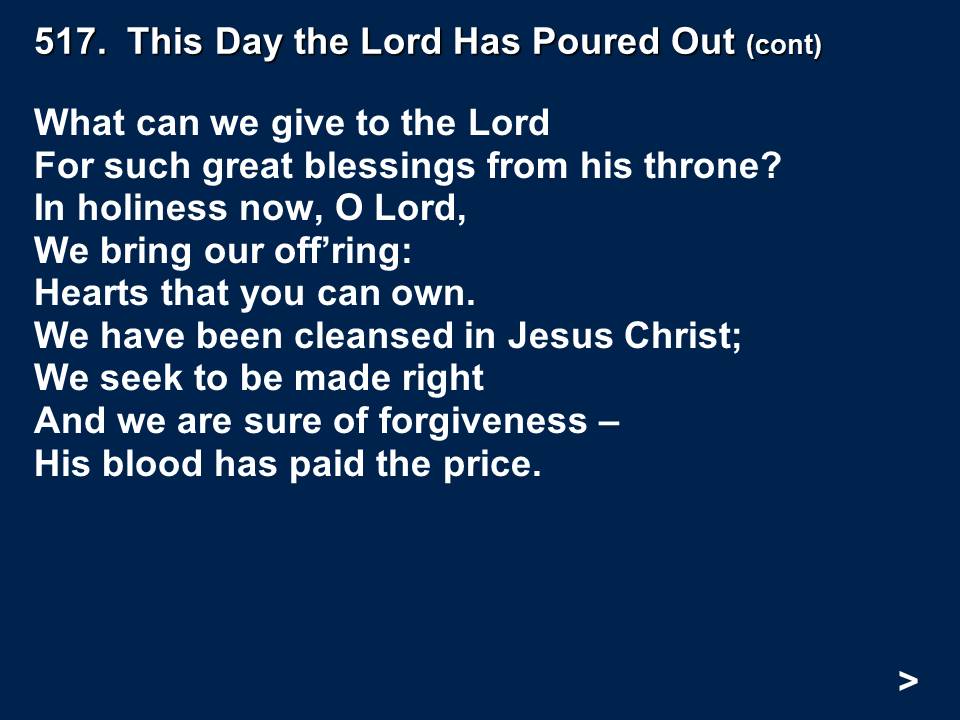 517.  This Day the Lord Has Poured Out (cont)
What can we give to the Lord
For such great blessings from his throne?
In holiness now, O Lord,
We bring our off’ring:
Hearts that you can own.
We have been cleansed in Jesus Christ;
We seek to be made right
And we are sure of forgiveness –
His blood has paid the price.
>